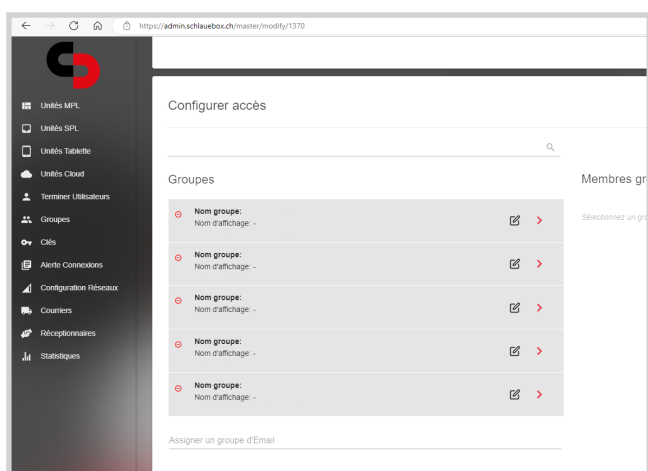 https://admin.schlauebox.ch/master/modify/1370
Unités MPL
Unités SPL
Unités Tablette
Unités Cloud
Terminer Utilisateurs
Groupes
Clés
Alerte Connexions
Configuration Réseaux
Courriers
Réceptionnaires
Statistiques
Configurer accès
Groupes
Nom groupe:
Nom d'affichage: -
Nom groupe:
Nom d'affichage: -
Nom groupe:
Nom d'affichage: -
Nom groupe:
Nom d'affichage: -
Nom groupe:
Nom d'affichage: -
Assigner un groupe d'Email
Membres gr
Sélectionnez un gro